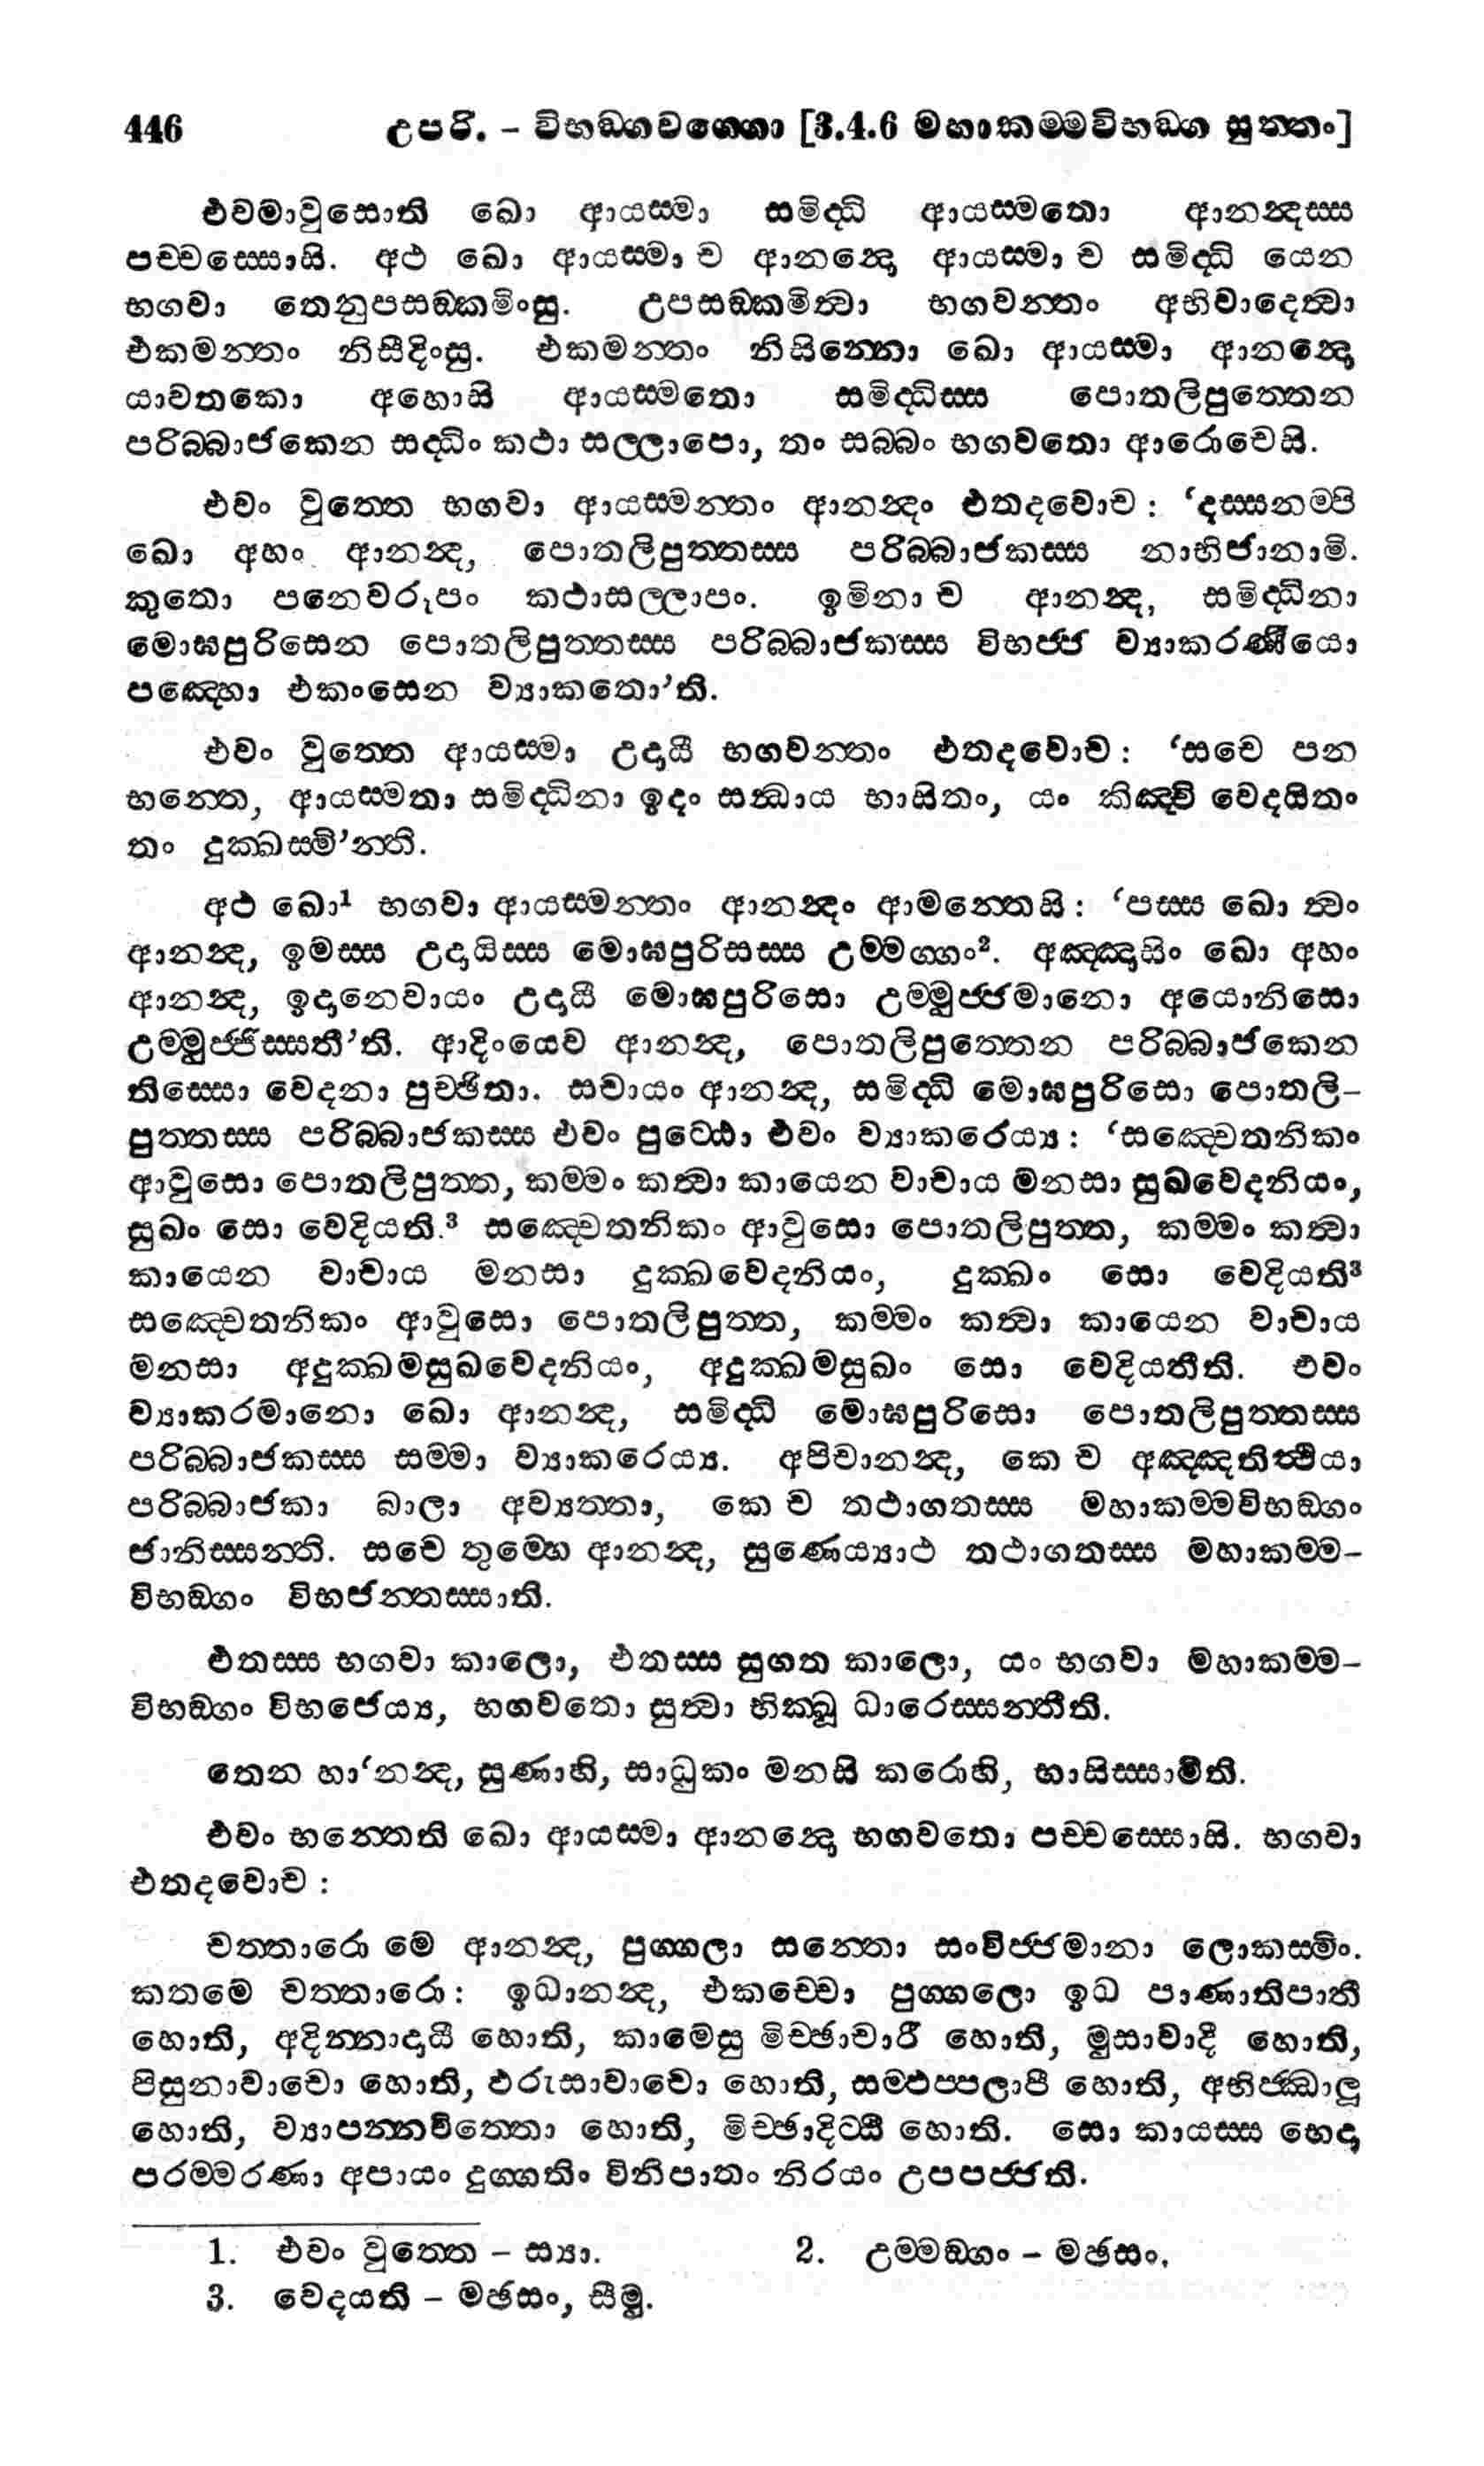 446 උපරි. – විභඞ්ගවග්ගො [3.4.6 මහාකම්මවිභඞ්ග සුත්තං]
එවමාවුසොති ඛො ආයස්මා සමිද්ධි ආයස්මතො ආනන්දස්ස
පච්චස්සොසි. අථ ඛො ආයස්මා ච ආනන්දො ආයස්මා ච සමිද්ධි යෙන
භගවා තෙනුපසඞ්කමිංසු. උපසඞ්කමිත්වා භගවන්තං අභිවාදෙත්වා
එකමන්තං නිසීදිංසු. එකමන්තං නිසින්නො ඛො ආයස්මා ආනන්දො
යාවතකො අහොසි ආයස්මතො සමිද්ධිස්ස පොතලිපුත්තෙන
පරිබ්බාජකෙන සද්ධිං කථා සල්ලාපො, තං සබ්බං භගවතො ආරොචෙසි.
එවං වුත්තෙ භගවා ආයස්මන්තං ආනන්දං එතදවොච : ‘දස්සනම්පි
ඛො අහං ආනන්ද, පොතලිපුත්තස්ස පරිබ්බාජකස්ස නාභිජානාමි.
කුතො පනෙවරූපං කථාසල්ලාපං. ඉමිනා ච ආනන්ද, සමිද්ධිනා
මොඝපුරිසෙන පොතලිපුත්තස්ස පරිබ්බාජකස්ස විභජ්ජ ව්‍යාකරණීයො
පඤ්හො එකංසෙන ව්‍යාකතො’ති.
එවං වුත්තෙ ආයස්මා උදායී භගවන්තං එතදවොච : ‘සචෙ පන
භන්තෙ, ආයස්මතා සමිද්ධිනා ඉදං සන්ධාය භාසිතං, යං කිඤ්චි වෙදයිතං
තං දුක්ඛස්මි’න්ති.
අථ ඛො¹ භගවා ආයස්මන්තං ආනන්දං ආමන්තෙසි : ‘පස්ස ඛො ත්වං
ආනන්ද, ඉමස්ස උදායිස්ස මොඝපුරිසස්ස උම්මග්ගං². අඤ්ඤාසිං ඛො අහං
ආනන්ද, ඉදානෙවායං උදායී මොඝපුරිසො උම්මුජ්ජමානො අයොනිසො
උම්මුජ්ජිස්සතී’ති. ආදිංයෙව ආනන්ද, පොතලිපුත්තෙන පරිබ්බාජකෙන
තිස්සො වෙදනා පුච්ඡිතා. සචායං ආනන්ද, සමිද්ධි මොඝපුරිසො පොතලි–
පුත්තස්ස පරිබ්බාජකස්ස එවං පුට්ඨො එවං ව්‍යාකරෙය්‍ය : ‘සඤ්චෙතනිකං
ආවුසො පොතලිපුත්ත, කම්මං කත්වා කායෙන වාචාය මනසා සුඛවෙදනියං,
සුඛං සො වෙදියති.³ සඤ්චෙතනිකං ආවුසො පොතලිපුත්ත, කම්මං කත්වා
කායෙන වාචාය මනසා දුක්ඛවෙදනියං, දුක්ඛං සො වෙදියති³
සඤ්චෙතනිකං ආවුසො පොතලිපුත්ත, කම්මං කත්වා කායෙන වාචාය
මනසා අදුක්ඛමසුඛවෙදනියං, අදුක්ඛමසුඛං සො වෙදියතීති. එවං
ව්‍යාකරමානො ඛො ආනන්ද, සමිද්ධි මොඝපුරිසො පොතලිපුත්තස්ස
පරිබ්බාජකස්ස සම්මා ව්‍යාකරෙය්‍ය. අපිචානන්ද, කෙ ච අඤ්ඤතිත්ථියා
පරිබ්බාජකා බාලා අව්‍යත්තා, කෙ ච තථාගතස්ස මහාකම්මවිභඞ්ගං
ජානිස්සන්ති. සචෙ තුම්හෙ ආනන්ද, සුණෙය්‍යාථ තථාගතස්ස මහාකම්ම–
විභඞ්ගං විභජන්තස්සාති.
එතස්ස භගවා කාලො, එතස්ස සුගත කාලො, යං භගවා මහාකම්ම–
විභඞ්ගං විභජෙය්‍ය, භගවතො සුත්වා භික්ඛූ ධාරෙස්සන්තීති.
තෙන හා‘නන්ද, සුණාහි, සාධුකං මනසි කරොහි, භාසිස්සාමීති.
එවං භන්තෙති ඛො ආයස්මා ආනන්දො භගවතො පච්චස්සොසි. භගවා
එතදවොච :
චත්තාරො මෙ ආනන්ද, පුග්ගලා සන්තො සංවිජ්ජමානා ලොකස්මිං.
කතමෙ චත්තාරො : ඉධානන්ද, එකච්චො පුග්ගලො ඉධ පාණාතිපාතී
හොති, අදින්නාදායී හොති, කාමෙසු මිච්ඡාචාරී හොති, මුසාවාදී හොති,
පිසුනාවාචො හොති, ඵරුසාවාචො හොති, සම්ඵප්පලාපී හොති, අභිජ්ඣාලූ
හොති, ව්‍යාපන්නචිත්තො හොති, මිච්ඡාදිට්ඨී හොති. සො කායස්ස භෙදා
පරම්මරණා අපායං දුග්ගතිං විනිපාතං නිරයං උපපජ්ජති.
1. එවං වුත්තෙ – ස්‍යා. 2. උම්මඞ්ගං – මඡසං.
3. වෙදයති – මඡසං, සීමු.